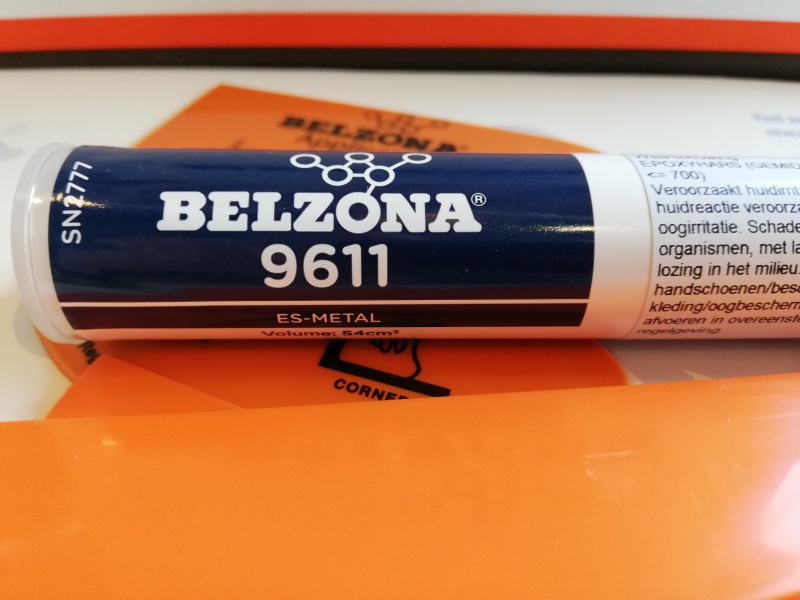 BELZONA
SN2777
BELZONA®
9611
ES-METAL
Volume: 54cm³
CORNER
EPOXYHARS (GEMID
<= 700)
Veroorzaakt huidirrit
huidreactie veroorza
oogirritatie. Schade
organismen, met la
lozing in het milieu.
handschoenen/besc
kleding/oogbescherm
afvoeren in overeenste
regelgeving.